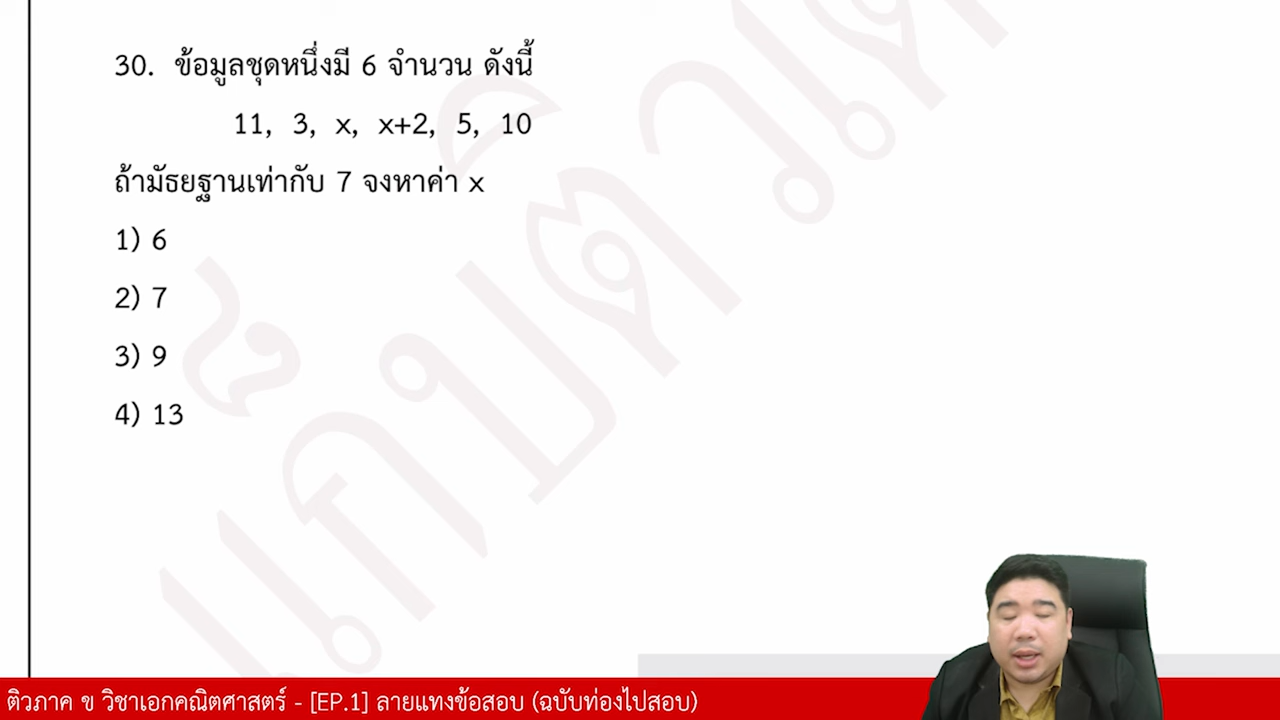 30. ข้อมูลชุดหนึ่งมี 6 จำนวน ดังนี้
11, 3, x, x+2, 5, 10
ถ้ามัธยฐานเท่ากับ 7 จงหาค่า x
1) 6
2) 7
3) 9
4) 13
ติวภาค ข วิชาเอกคณิตศาสตร์ - [EP.1] ลายแทงข้อสอบ (ฉบับท่องไปสอบ)